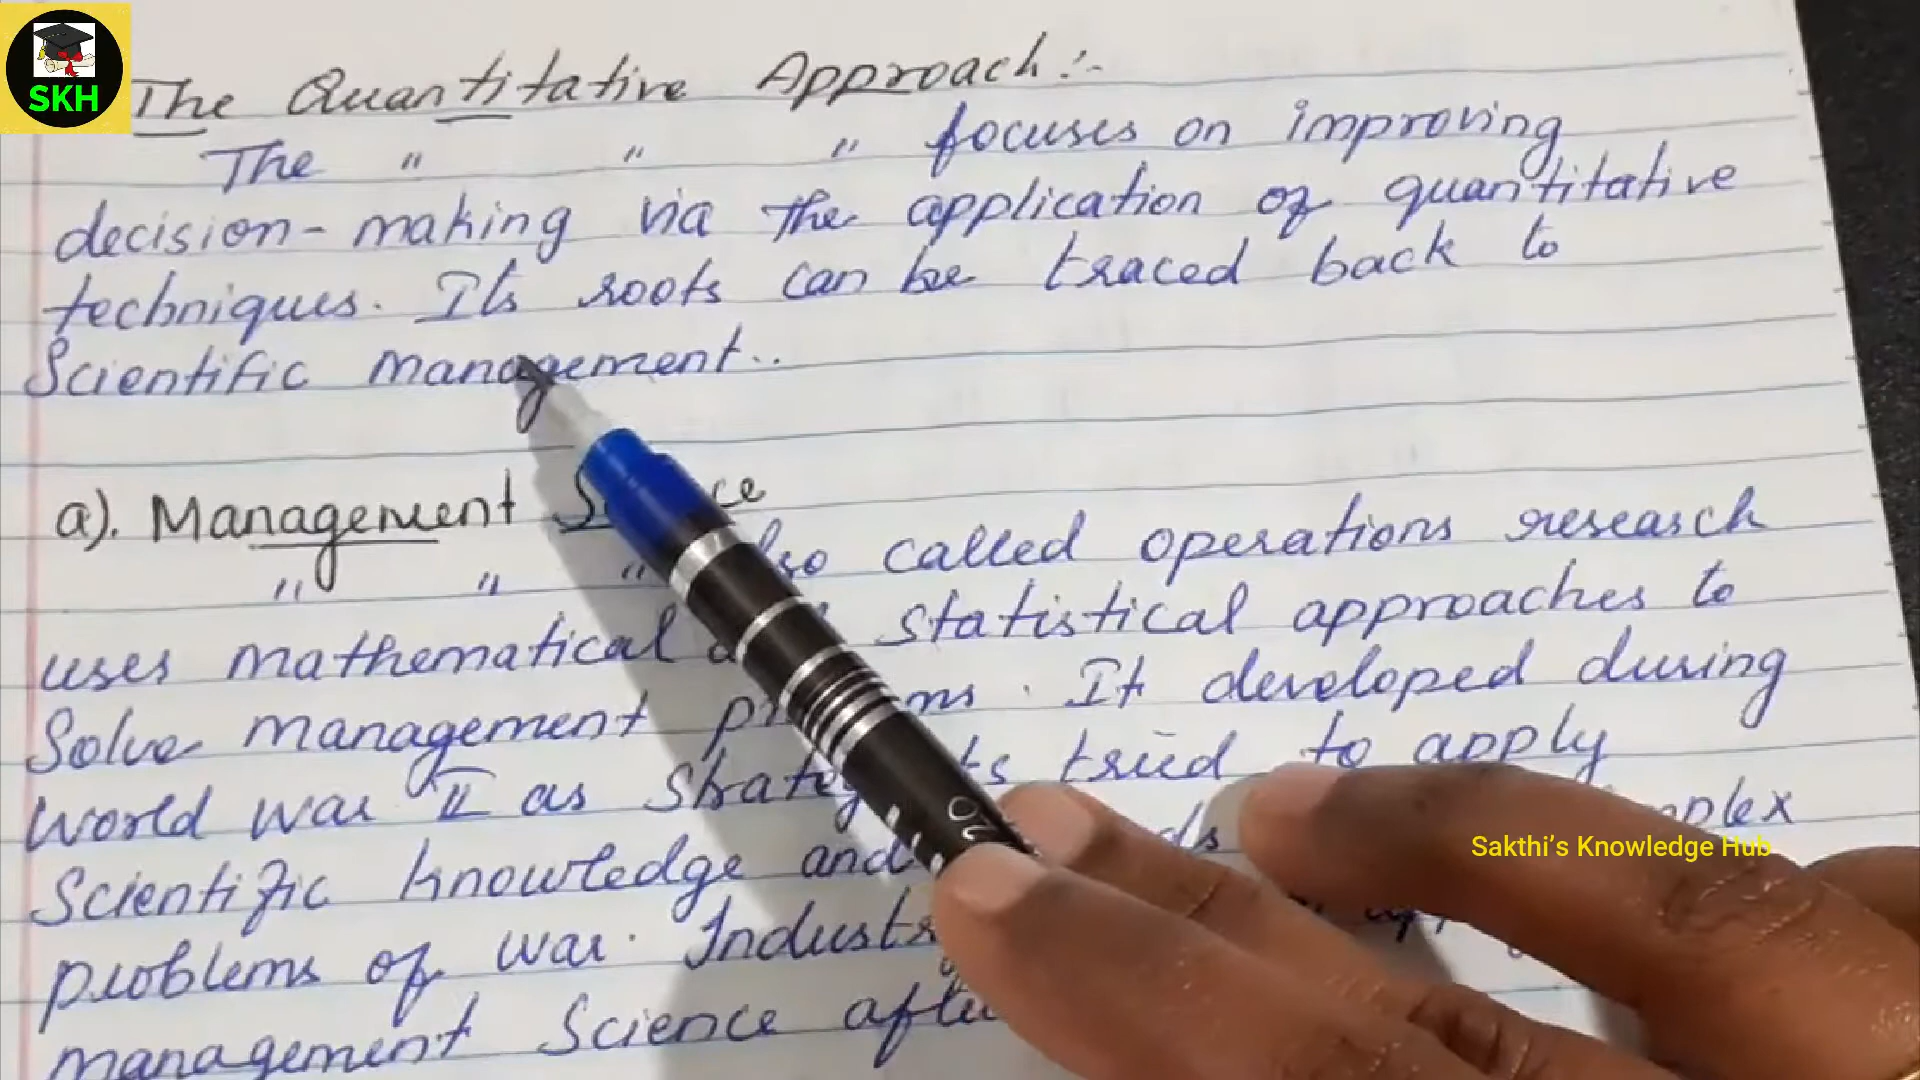 SKH
The Quantitative Approach:-
The " " " focuses on improving
decision-making via the application of quantitative
techniques. Its roots can be traced back to
Scientific management..
a). Management
" " " called operations research
uses mathematical statistical approaches to
Solve management . It developed during
World War II as tried to apply
Scientific knowledge and
problems of war.
management Science
Sakthi's Knowledge Hub